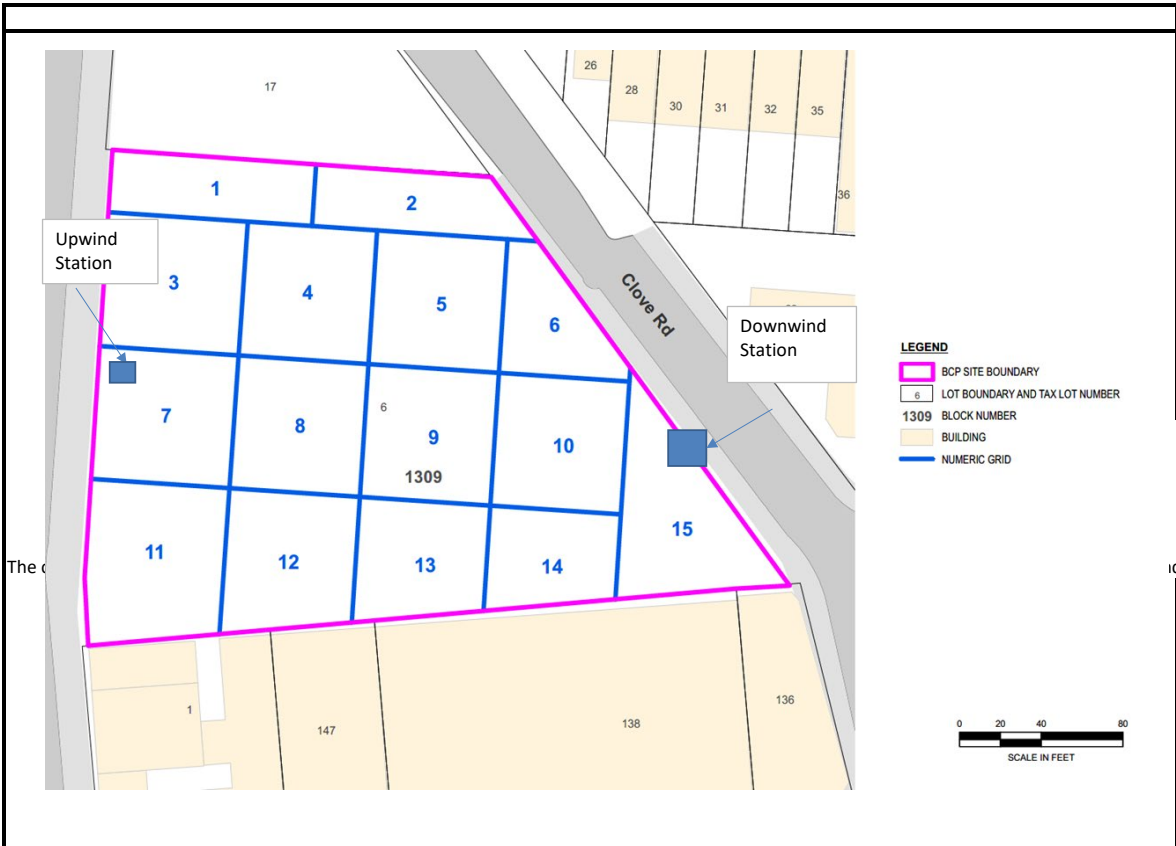 17
26
28
30
31
32
35
36
1
2
Upwind
Station
3
4
5
6
Clove Rd
Downwind
Station
7
8
6
9
1309
10
11
12
13
14
15
The
1
147
138
136
LEGEND
BCP SITE BOUNDARY
6 LOT BOUNDARY AND TAX LOT NUMBER
1309 BLOCK NUMBER
BUILDING
NUMERIC GRID
0 20 40 80
SCALE IN FEET